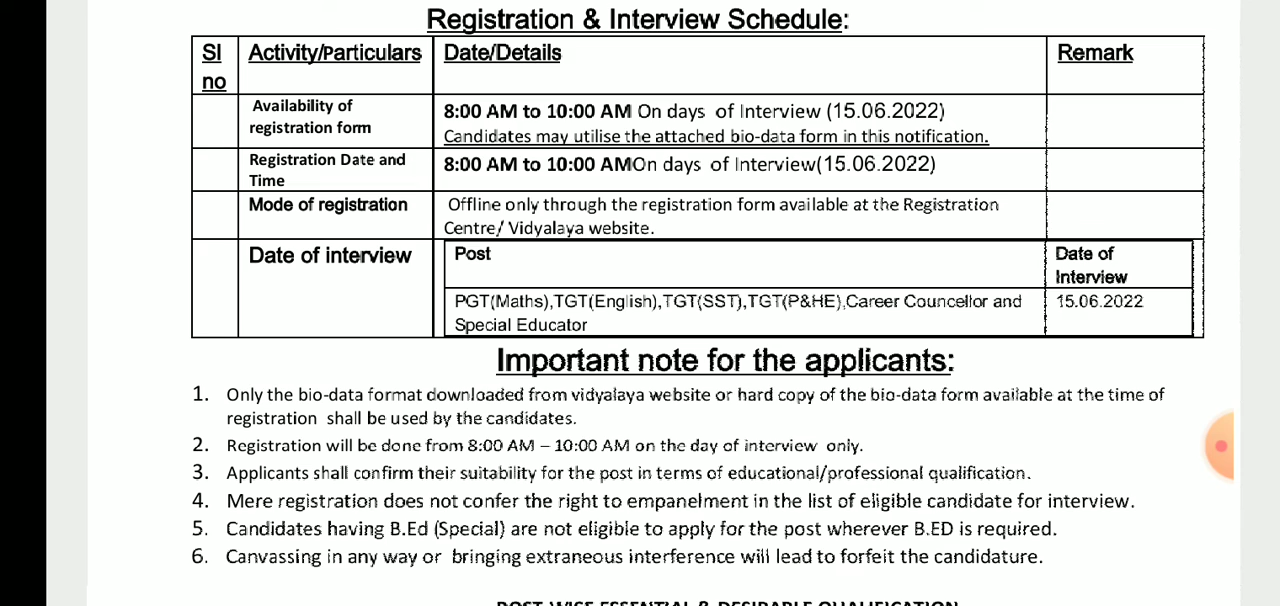 Registration & Interview Schedule:
Sl no Activity/Particulars Date/Details Remark
Availability of registration form
8:00 AM to 10:00 AM On days of Interview (15.06.2022)
Candidates may utilise the attached bio-data form in this notification.
Registration Date and Time
8:00 AM to 10:00 AMOn days of Interview(15.06.2022)
Mode of registration
Offline only through the registration form available at the Registration
Centre/ Vidyalaya website.
Date of interview
Post Date of Interview
PGT(Maths),TGT(English),TGT(SST),TGT(P&HE),Career Councellor and 15.06.2022
Special Educator
Important note for the applicants:
1. Only the bio-data format downloaded from vidyalaya website or hard copy of the bio-data form available at the time of
registration shall be used by the candidates.
2. Registration will be done from 8:00 AM – 10:00 AM on the day of interview only.
3. Applicants shall confirm their suitability for the post in terms of educational/professional qualification.
4. Mere registration does not confer the right to empanelment in the list of eligible candidate for interview.
5. Candidates having B.Ed (Special) are not eligible to apply for the post wherever B.ED is required.
6. Canvassing in any way or bringing extraneous interference will lead to forfeit the candidature.
POST-WISE ESSENTIAL & DESIRABLE QUALIFICATION